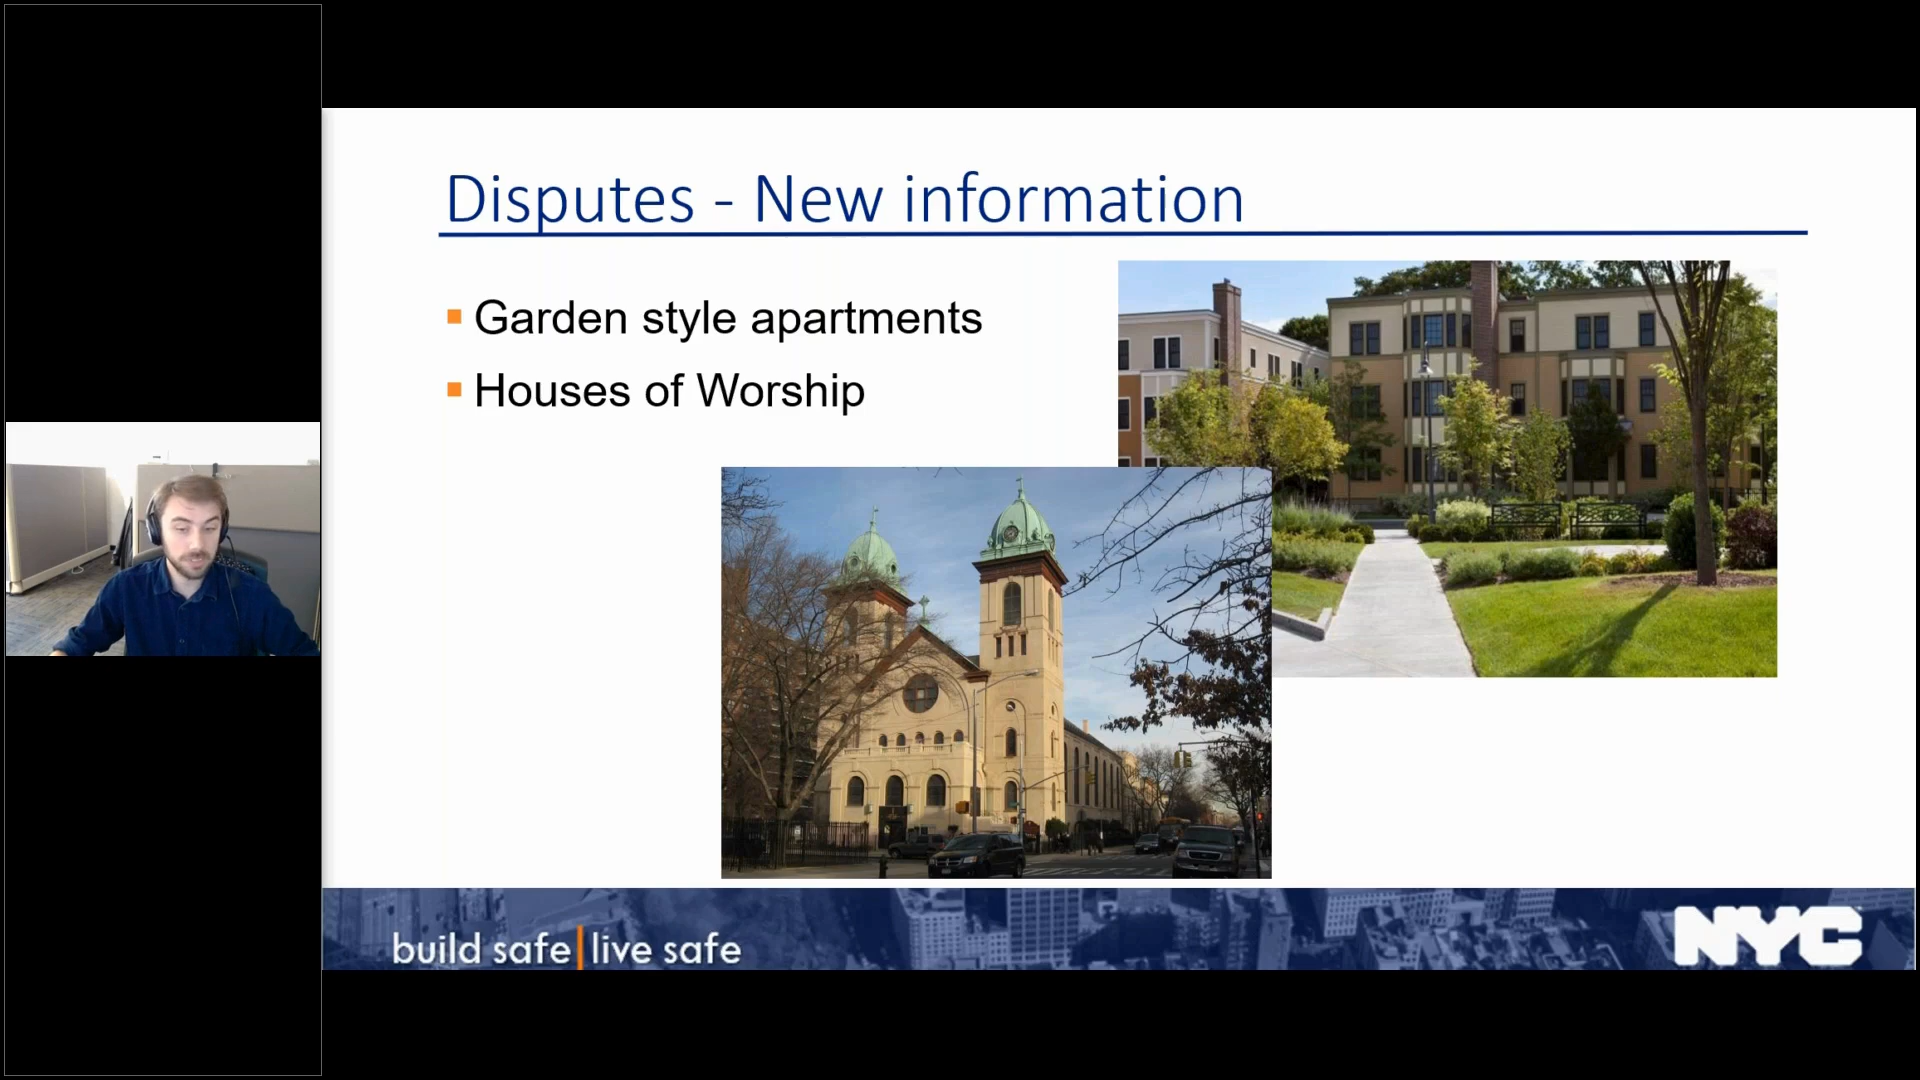 Disputes - New information
Garden style apartments
Houses of Worship
build safe|live safe
NYC